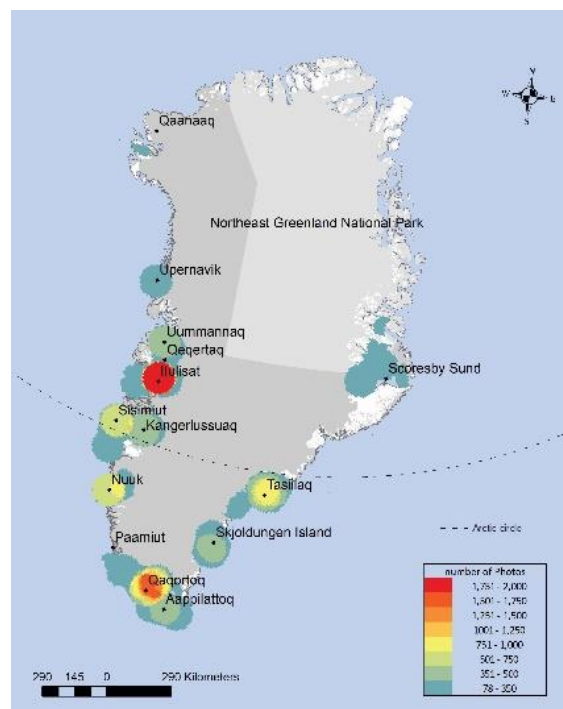 N
W
E
S
Qaanaaq
Northeast Greenland National Park
Upernavik
Uummannaq
Qeqertaq
Ilulisat
Scoresby Sund
Sisimiut
Kangerlussuaq
Nuuk
Tasiilaq
Arctic circle
Skjoldungen Island
Paamiut
Qaqortoq
Aappilattoq
number of Photos
1,751 - 2,000
1,501 - 1,750
1,251 - 1,500
1001 - 1,250
751 - 1,000
501 - 750
351 - 500
78 - 350
290 145 0 290 Kilometers